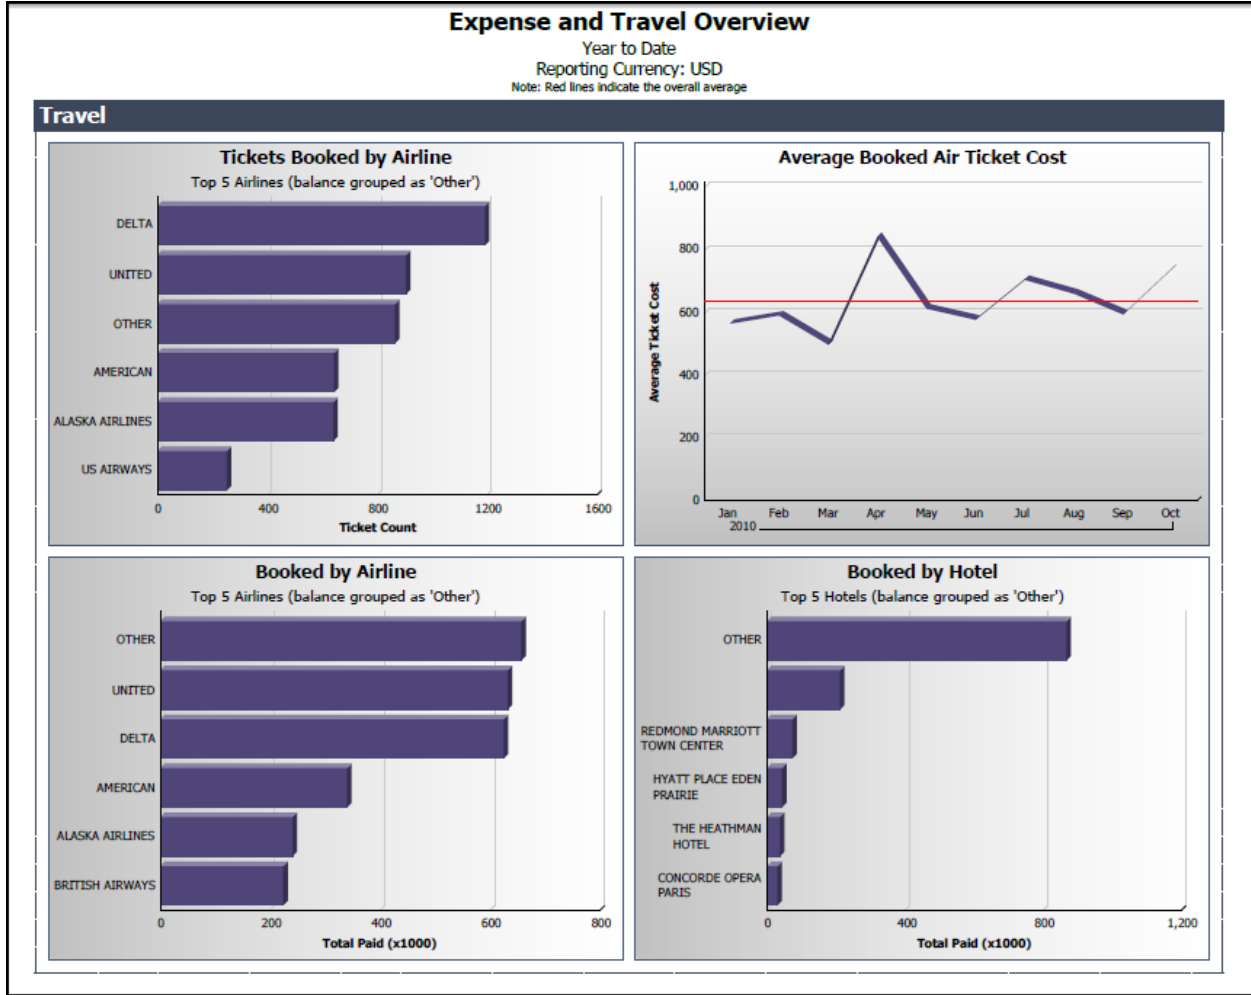 Expense and Travel Overview
Year to Date
Reporting Currency: USD
Note: Red lines indicate the overall average
Travel
Tickets Booked by Airline
Top 5 Airlines (balance grouped as 'Other')
DELTA
UNITED
OTHER
AMERICAN
ALASKA AIRLINES
US AIRWAYS
0 400 800 1200 1600
Ticket Count
Average Booked Air Ticket Cost
Average Ticket Cost
1,000
800
600
400
200
0
Jan Feb Mar Apr May Jun Jul Aug Sep Oct
2010
Booked by Airline
Top 5 Airlines (balance grouped as 'Other')
OTHER
UNITED
DELTA
AMERICAN
ALASKA AIRLINES
BRITISH AIRWAYS
0 200 400 600 800
Total Paid (x1000)
Booked by Hotel
Top 5 Hotels (balance grouped as 'Other')
OTHER
REDMOND MARRIOTT
TOWN CENTER
HYATT PLACE EDEN
PRAIRIE
THE HEATHMAN
HOTEL
CONCORDE OPERA
PARIS
0 400 800 1,200
Total Paid (x1000)